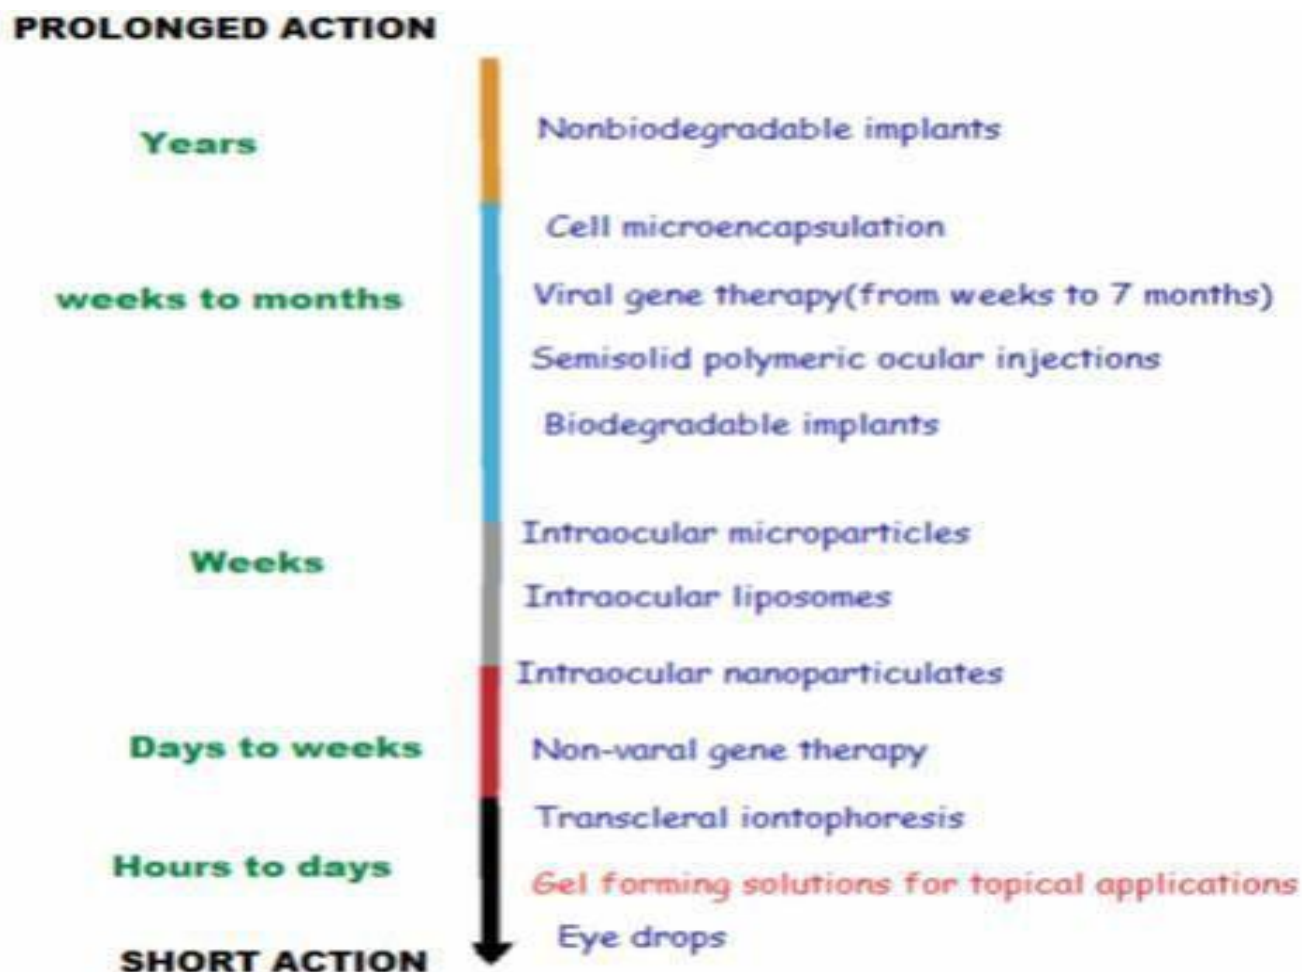 PROLONGED ACTION
Years
Nonbiodegradable implants
Cell microencapsulation
weeks to months
Viral gene therapy(from weeks to 7 months)
Semisolid polymeric ocular injections
Biodegradable implants
Intraocular microparticles
Weeks
Intraocular liposomes
Intraocular nanoparticulates
Days to weeks
Non-varal gene therapy
Transcleral iontophoresis
Hours to days
Gel forming solutions for topical applications
Eye drops
SHORT ACTION